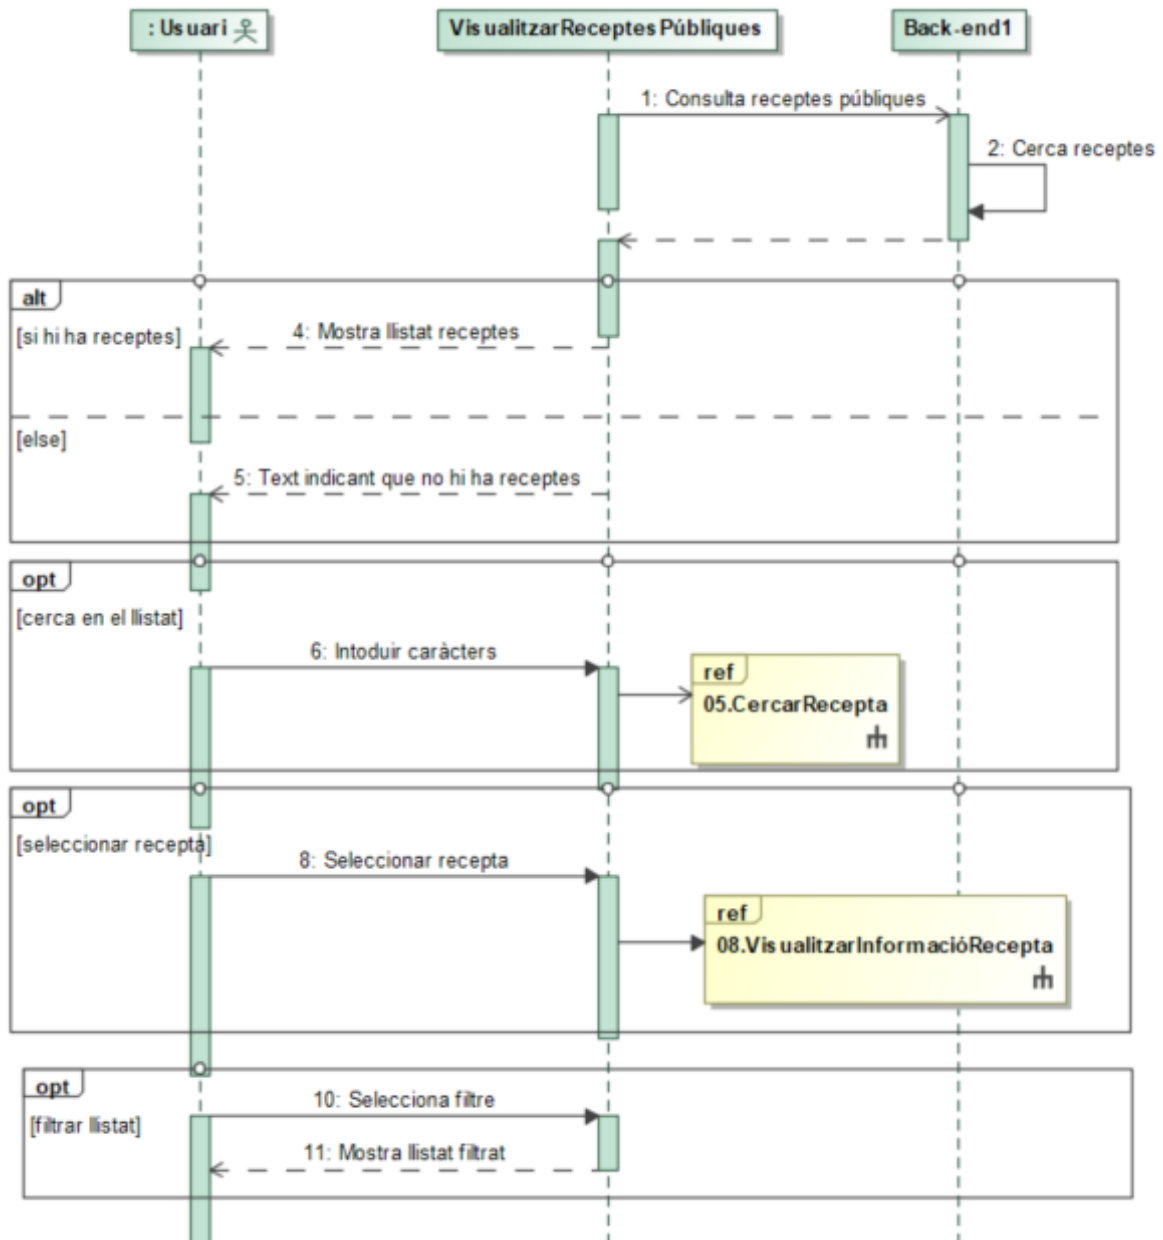 : Usuari
VisualitzarReceptesPúbliques
Back-end1
1: Consulta receptes públiques
2: Cerca receptes
alt
[si hi ha receptes]
4: Mostra llistat receptes
[else]
5: Text indicant que no hi ha receptes
opt
[cerca en el llistat]
6: Intoduir caràcters
ref
05.CercarRecepta
opt
[seleccionar recepta]
8: Seleccionar recepta
ref
08.VisualitzarInformacióRecepta
opt
[filtrar llistat]
10: Selecciona filtre
11: Mostra llistat filtrat